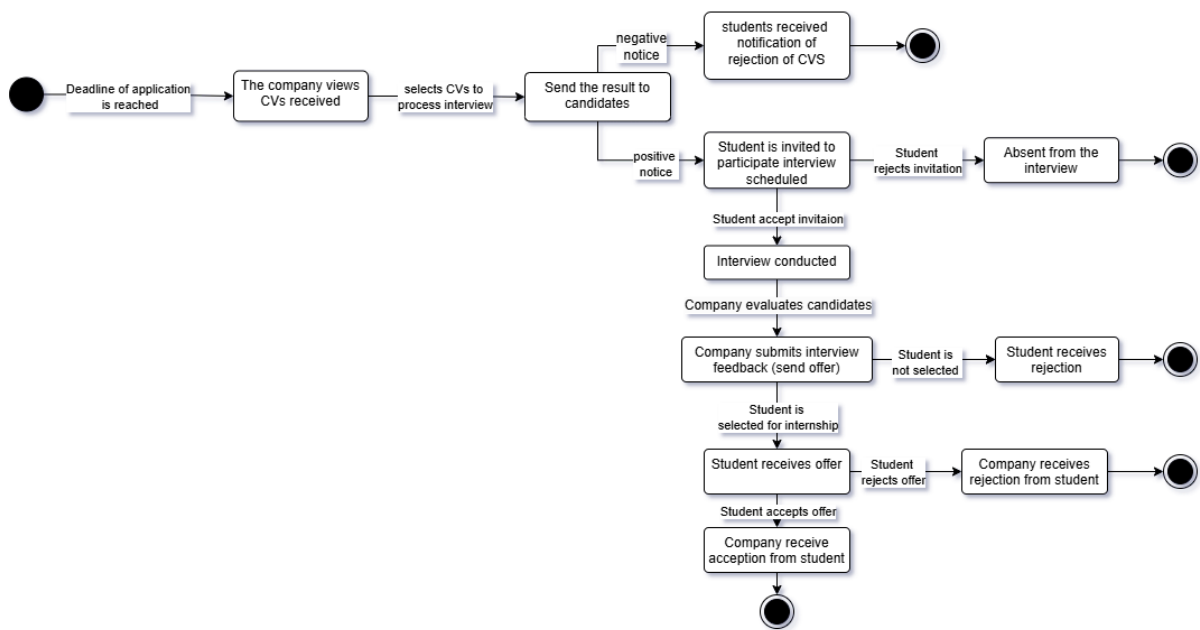 Deadline of application
is reached
The company views
CVs received
selects CVs to
process interview
Send the result to
candidates
negative
notice
students received
notification of
rejection of CVS
positive
notice
Student is invited to
participate interview
scheduled
Student
rejects invitation
Absent from the
interview
Student accept invitaion
Interview conducted
Company evaluates candidates
Company submits interview
feedback (send offer)
Student is
not selected
Student receives
rejection
Student is
selected for internship
Student receives offer
Student
rejects offer
Company receives
rejection from student
Student accepts offer
Company receive
acception from student